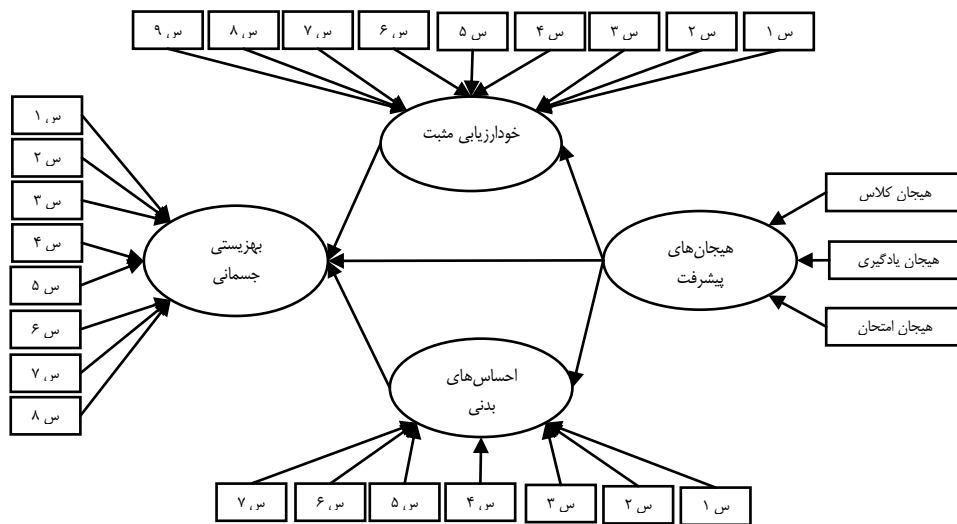 س ۱
س ۲
س ۳
س ۴
س ۵
س ۶
س ۷
س ۸
س ۹
خودارزیابی مثبت
هیجان کلاس
هیجان یادگیری
هیجان امتحان
هیجان‌های
پیشرفت
بهزیستی
جسمانی
س ۱
س ۲
س ۳
س ۴
س ۵
س ۶
س ۷
س ۸
احساس‌های
بدنی
س ۱
س ۲
س ۳
س ۴
س ۵
س ۶
س ۷